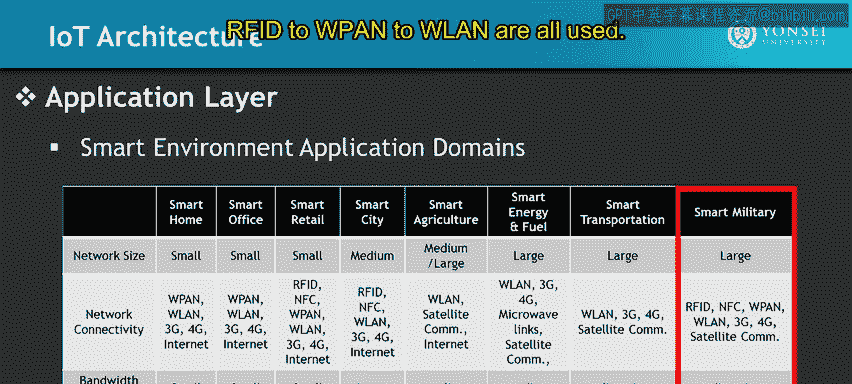 IoT Architecture
RFID to WPAN to WLAN are all used.
YONSEI
UNIVERSITY
❖ Application Layer
▪ Smart Environment Application Domains
Smart Home	Smart Office	Smart Retail	Smart City	Smart Agriculture	Smart Energy & Fuel	Smart Transportation	Smart Military
Network Size	Small	Small	Small	Medium	Medium /Large	Large	Large	Large
Network Connectivity	WPAN, WLAN, 3G, 4G, Internet	WPAN, WLAN, 3G, 4G, Internet	RFID, NFC, WPAN, WLAN, 3G, 4G, Internet	RFID, NFC, WLAN, 3G, 4G, Internet	WLAN, Satellite Comm., Internet	WLAN, 3G, 4G, Microwave links, Satellite Comm.,	WLAN, 3G, 4G, Satellite Comm.	RFID, NFC, WPAN, WLAN, 3G, 4G, Satellite Comm.
Bandwidth